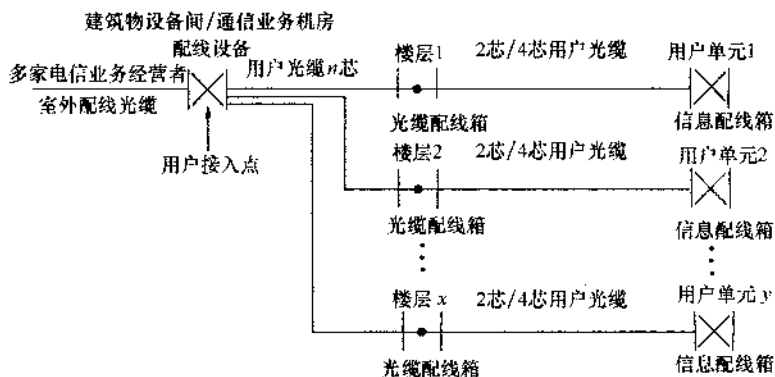 建筑物设备间/通信业务机房
配线设备
多家电信业务经营者
室外配线光缆
用户接入点
用户光缆n芯
楼层1
2芯/4芯用户光缆
用户单元1
光缆配线箱
信息配线箱
楼层2
2芯/4芯用户光缆
用户单元2
光缆配线箱
信息配线箱
楼层x
2芯/4芯用户光缆
用户单元y
光缆配线箱
信息配线箱